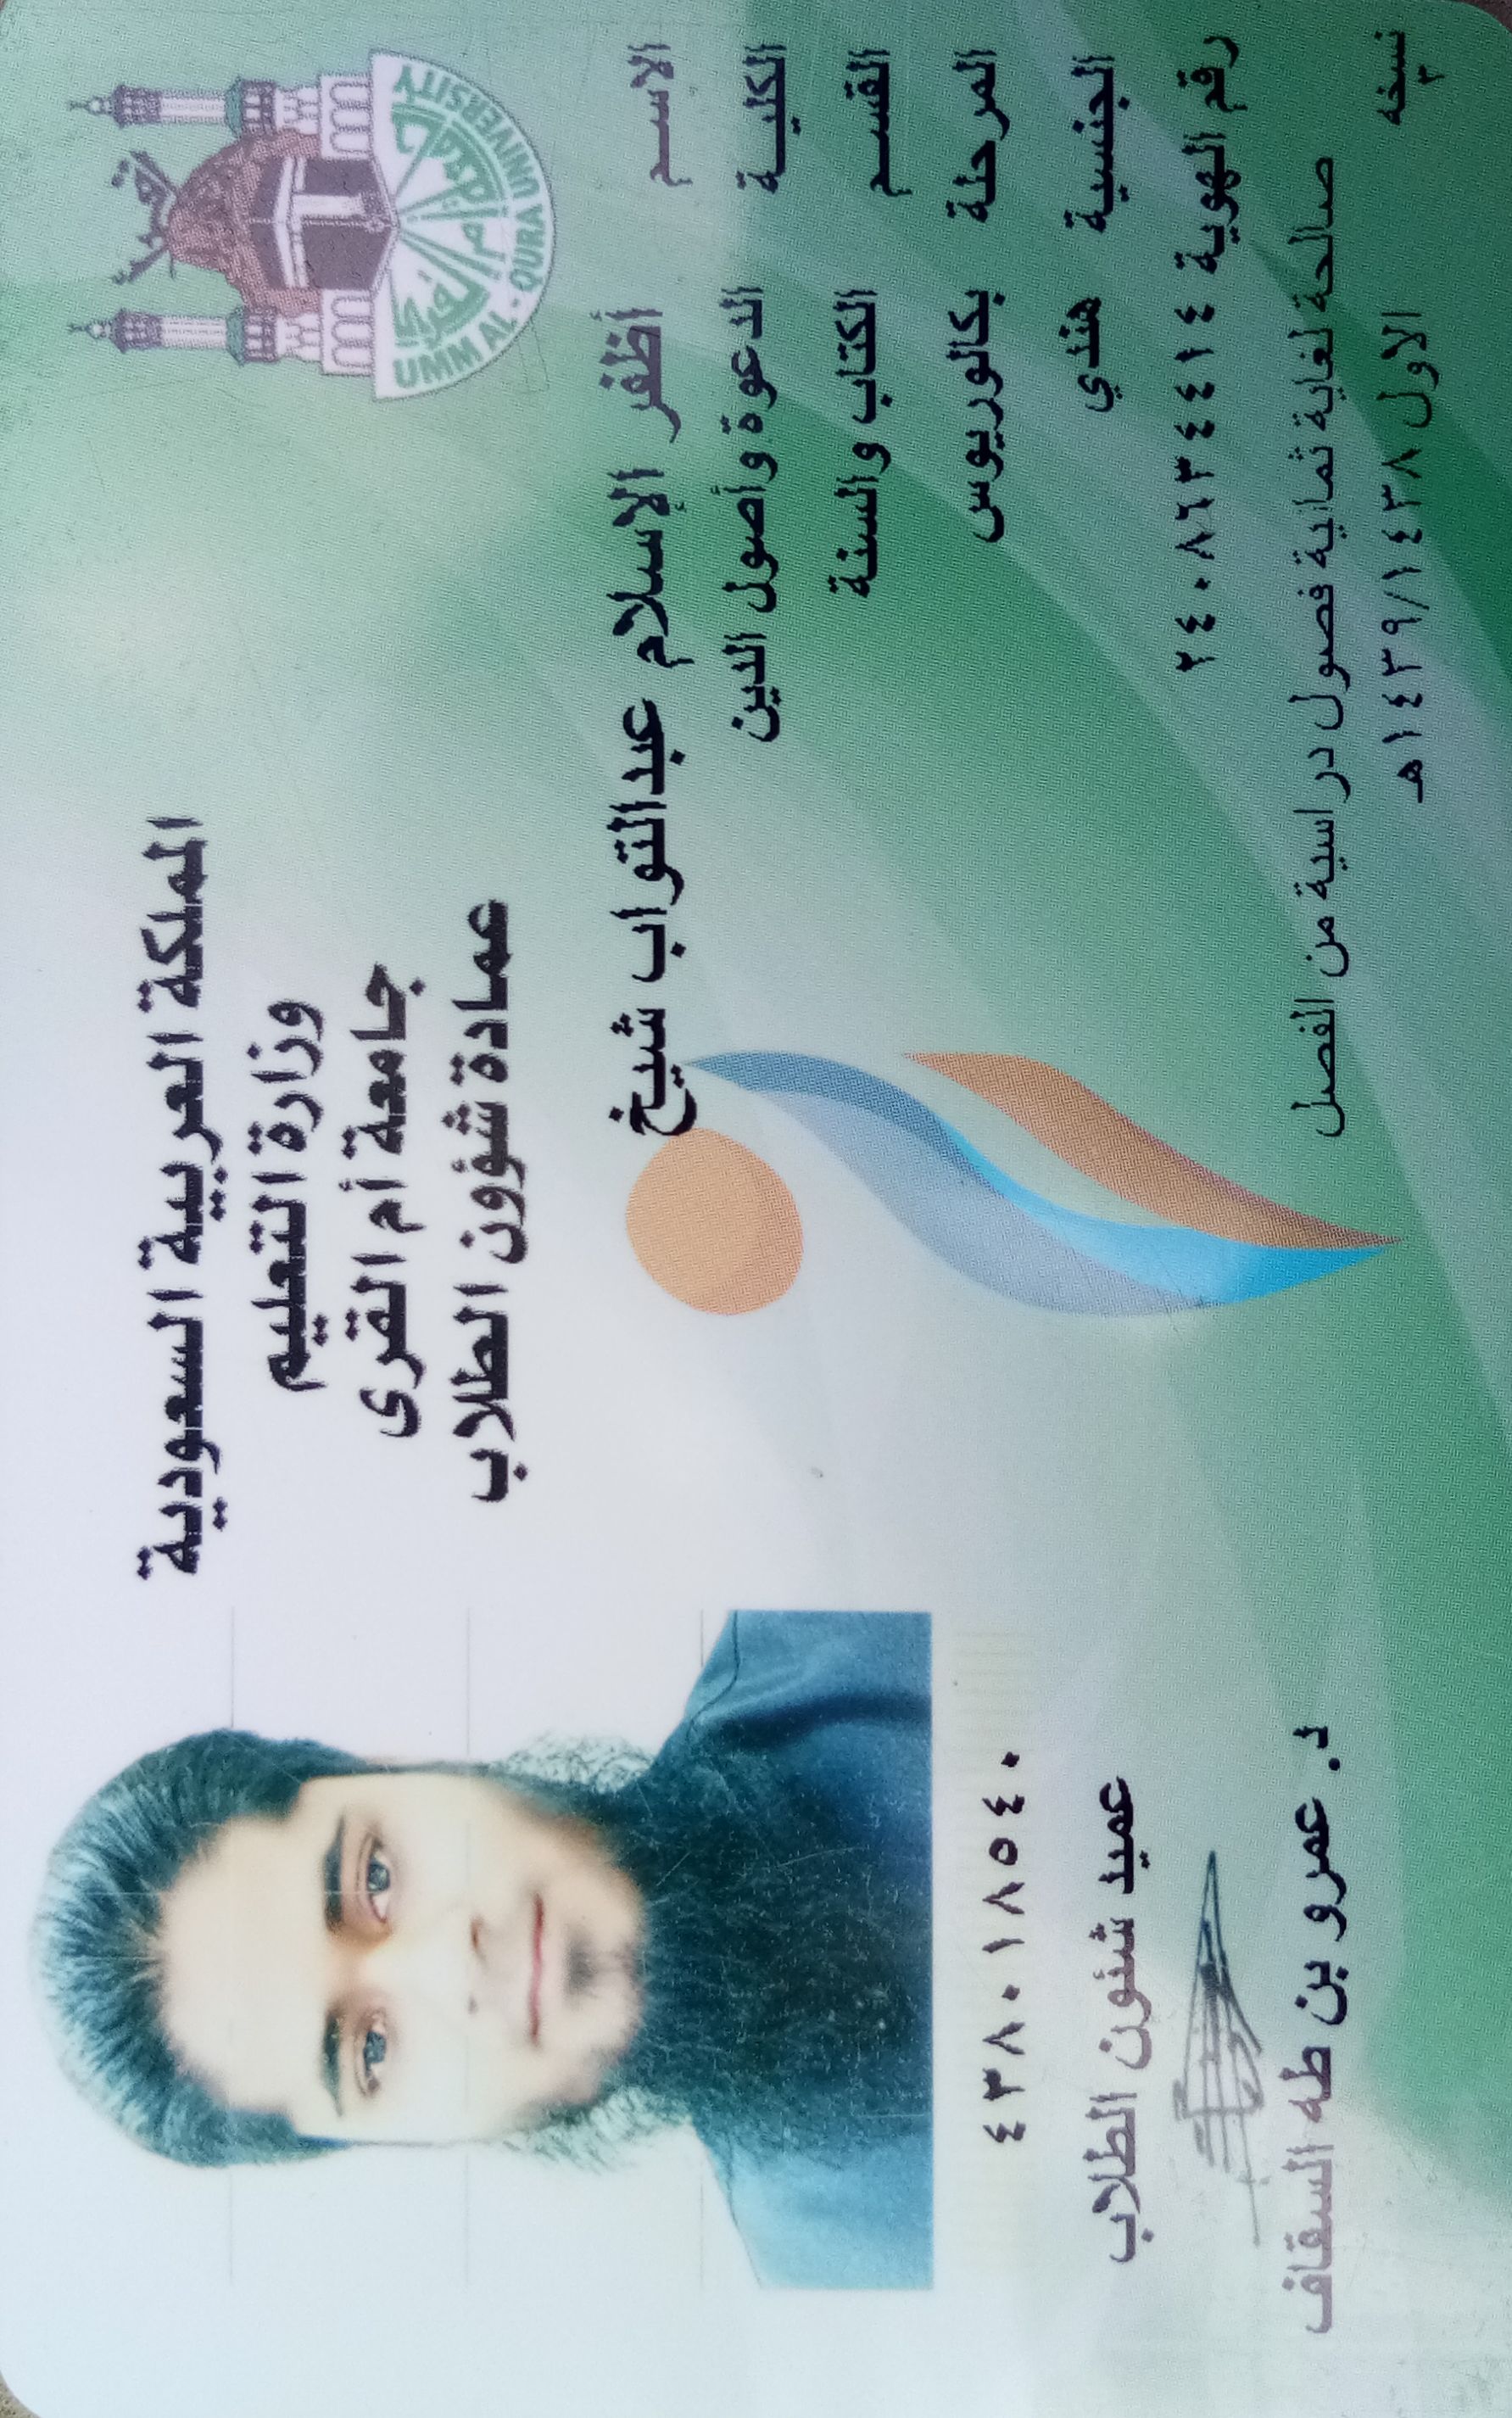 المملكة العربية السعودية
وزارة التعليم
جامعة أم القرى
عمادة شؤون الطلاب
جامعة أم القرى
UMM AL - QURA UNIVERSITY
الاسم أظفر الإسلام عبدالتواب شيخ
الكلية الدعوة وأصول الدين
القسم الكتاب والسنة
المرحلة بكالوريوس
الجنسية هندي
رقم الهوية ٢٤٠٨٦٣٤٤١٤
صالحة لغاية ثمانية فصول دراسية من الفصل
الاول ١٤٣٩/١٤٣٨هـ
نسخه
٣
٤٣٨٠١٨٥٤٠
عميد شئون الطلاب
د. عمرو بن طه السقاف